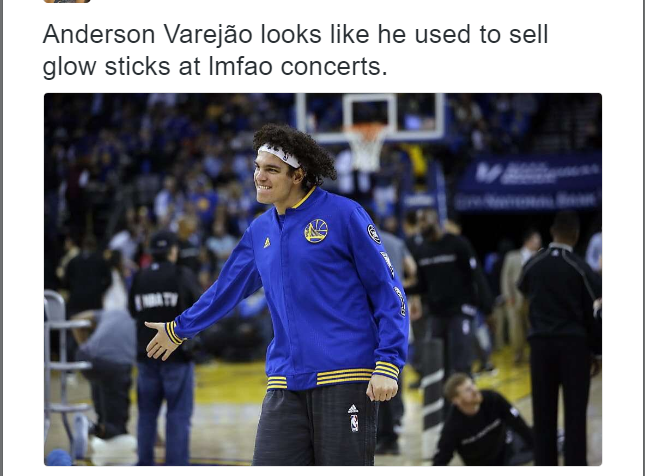 Anderson Varejão looks like he used to sell
glow sticks at lmfao concerts.
NBA TV